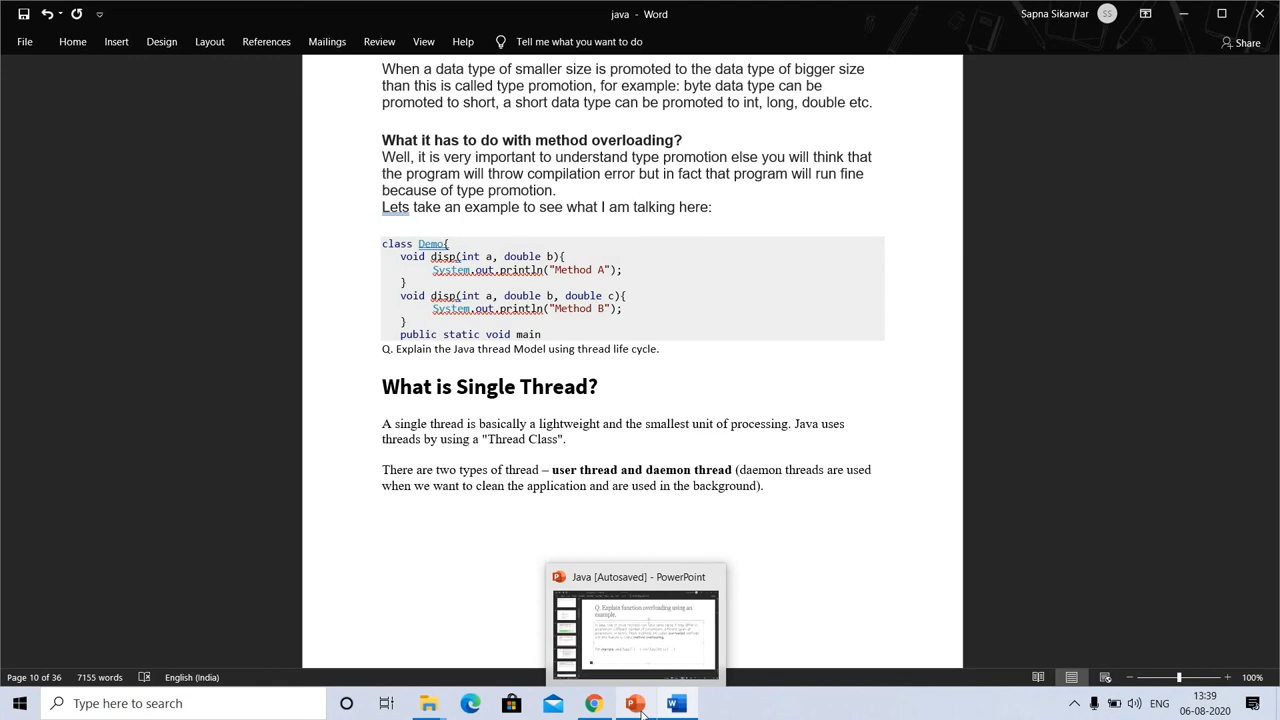 java - Word
Sapna Sikarwar
SS
File Home Insert Design Layout References Mailings Review View Help Tell me what you want to do
Share
When a data type of smaller size is promoted to the data type of bigger size
than this is called type promotion, for example: byte data type can be
promoted to short, a short data type can be promoted to int, long, double etc.
What it has to do with method overloading?
Well, it is very important to understand type promotion else you will think that
the program will throw compilation error but in fact that program will run fine
because of type promotion.
Lets take an example to see what I am talking here:
class Demo{
void disp(int a, double b){
System.out.println("Method A");
}
void disp(int a, double b, double c){
System.out.println("Method B");
}
public static void main
Q. Explain the Java thread Model using thread life cycle.
What is Single Thread?
A single thread is basically a lightweight and the smallest unit of processing. Java uses
threads by using a "Thread Class".
There are two types of thread – user thread and daemon thread (daemon threads are used
when we want to clean the application and are used in the background).
Java [Autosaved] - PowerPoint
Q. Explain function overloading using an
example.
7155 words
English (India)
100%
Type here to search
ENG
13:39
06-08-2020